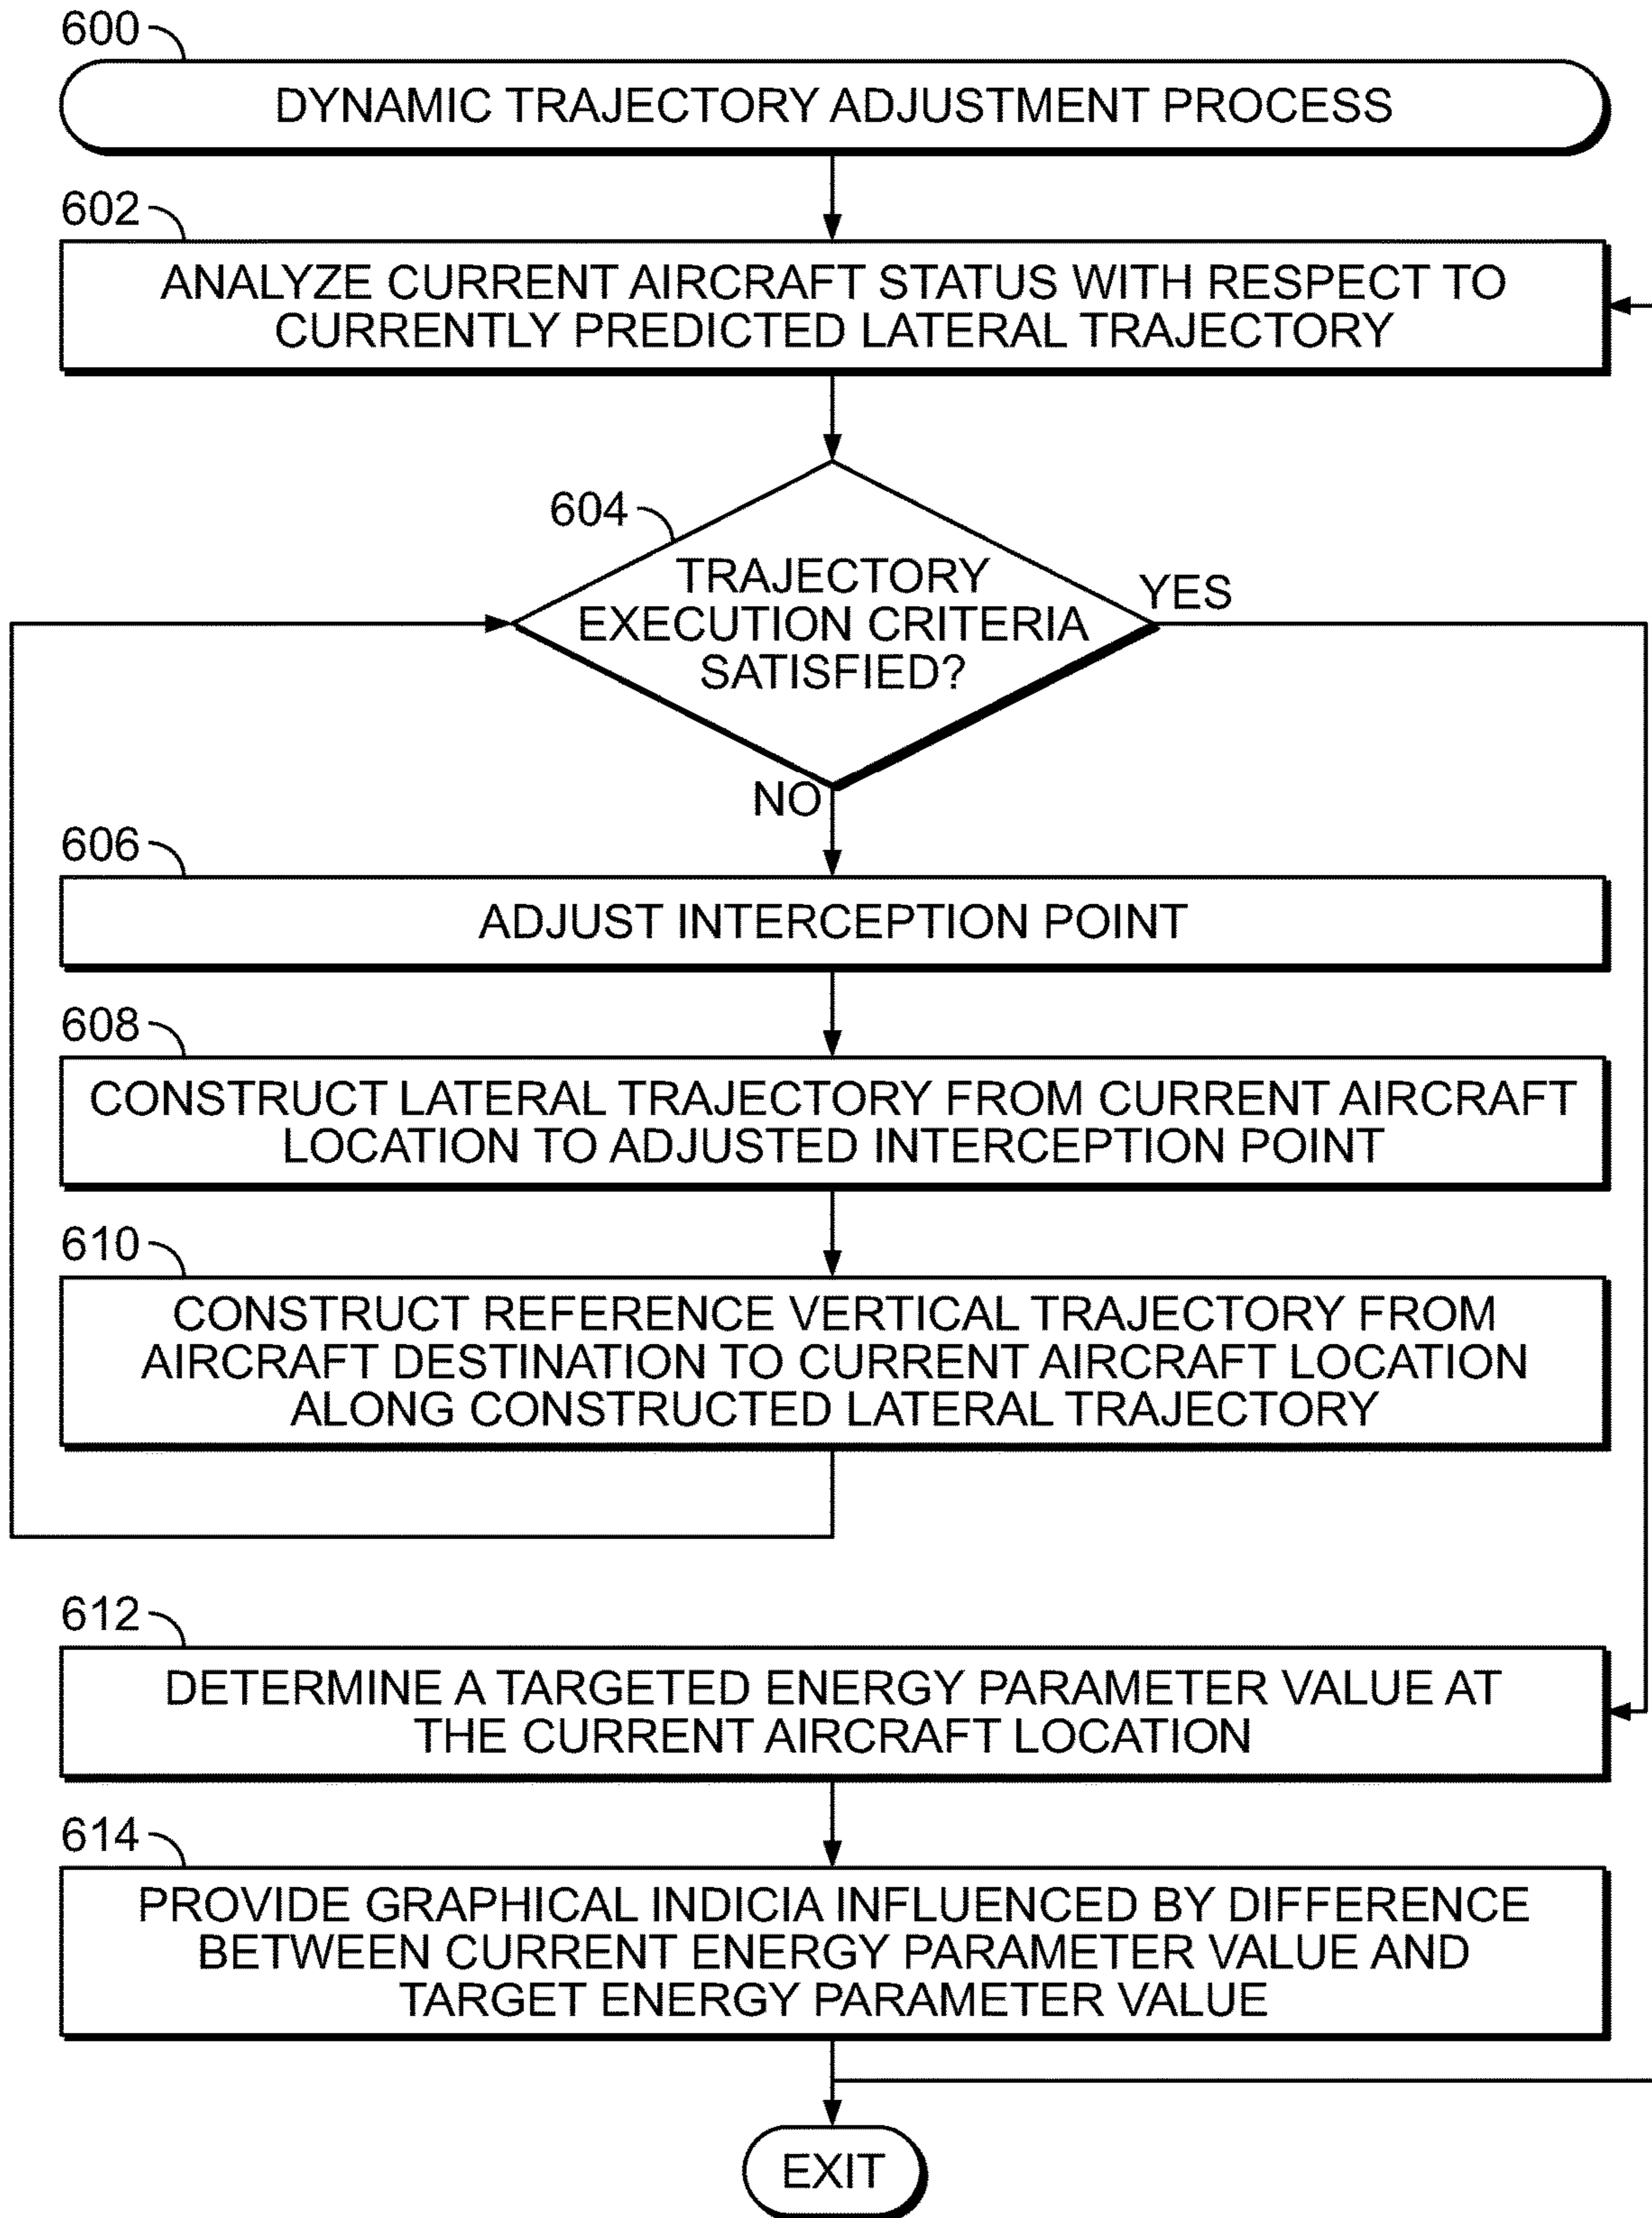 600
DYNAMIC TRAJECTORY ADJUSTMENT PROCESS
602
ANALYZE CURRENT AIRCRAFT STATUS WITH RESPECT TO
CURRENTLY PREDICTED LATERAL TRAJECTORY
604
TRAJECTORY
EXECUTION CRITERIA
SATISFIED?
YES
NO
606
ADJUST INTERCEPTION POINT
608
CONSTRUCT LATERAL TRAJECTORY FROM CURRENT AIRCRAFT
LOCATION TO ADJUSTED INTERCEPTION POINT
610
CONSTRUCT REFERENCE VERTICAL TRAJECTORY FROM
AIRCRAFT DESTINATION TO CURRENT AIRCRAFT LOCATION
ALONG CONSTRUCTED LATERAL TRAJECTORY
612
DETERMINE A TARGETED ENERGY PARAMETER VALUE AT
THE CURRENT AIRCRAFT LOCATION
614
PROVIDE GRAPHICAL INDICIA INFLUENCED BY DIFFERENCE
BETWEEN CURRENT ENERGY PARAMETER VALUE AND
TARGET ENERGY PARAMETER VALUE
EXIT